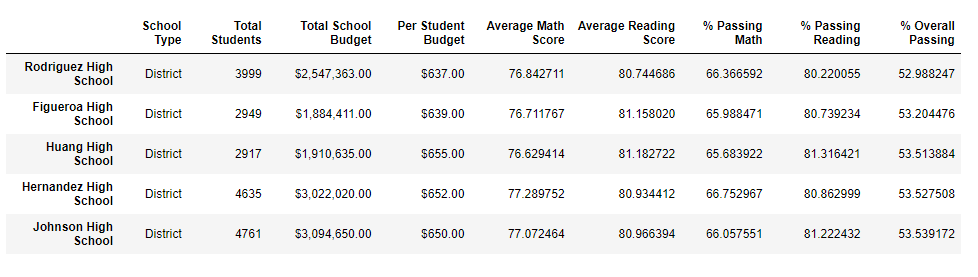 School Type Total Students Total School Budget Per Student Budget Average Math Score Average Reading Score % Passing Math % Passing Reading % Overall Passing
Rodriguez High School District 3999 $2,547,363.00 $637.00 76.842711 80.744686 66.366592 80.220055 52.988247
Figueroa High School District 2949 $1,884,411.00 $639.00 76.711767 81.158020 65.988471 80.739234 53.204476
Huang High School District 2917 $1,910,635.00 $655.00 76.629414 81.182722 65.683922 81.316421 53.513884
Hernandez High School District 4635 $3,022,020.00 $652.00 77.289752 80.934412 66.752967 80.862999 53.527508
Johnson High School District 4761 $3,094,650.00 $650.00 77.072464 80.966394 66.057551 81.222432 53.539172